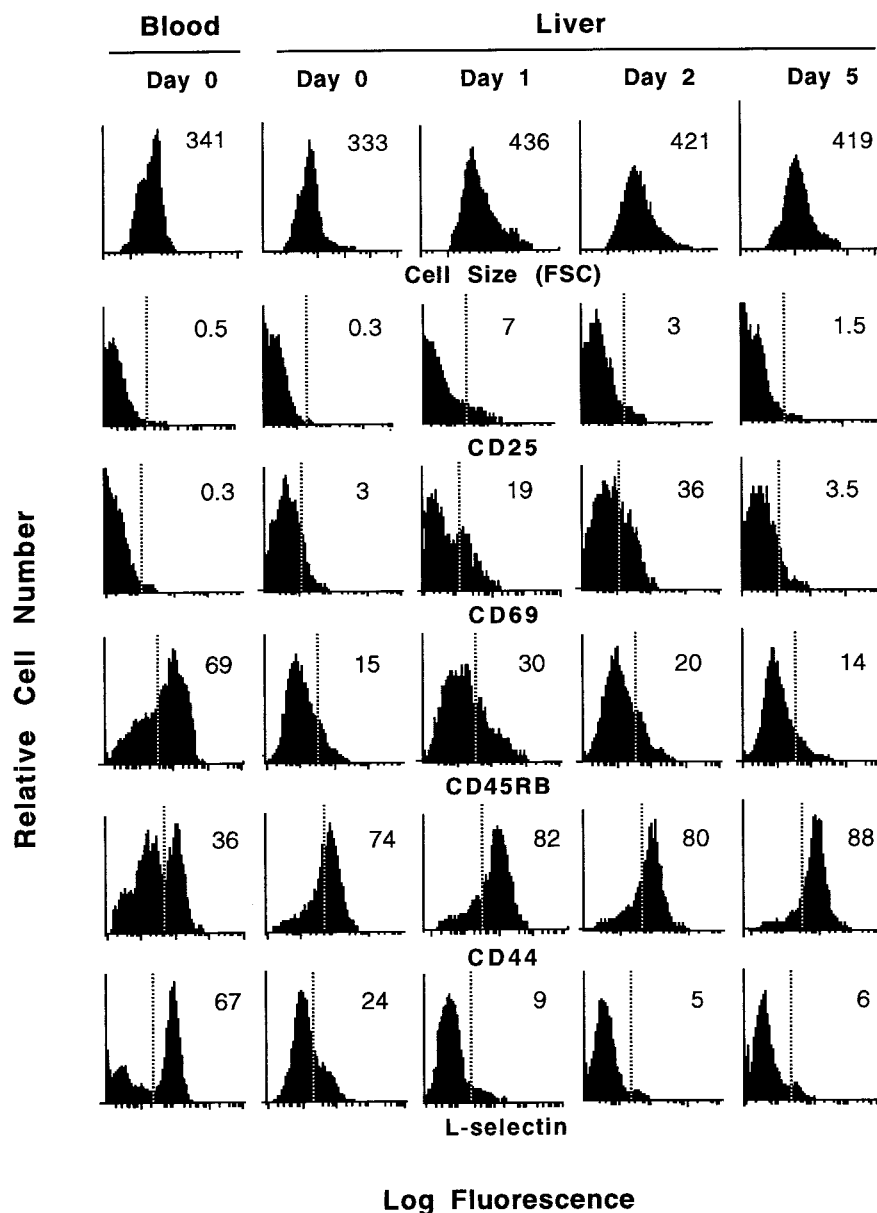 Blood Liver
Day 0 Day 0 Day 1 Day 2 Day 5
341 333 436 421 419
Cell Size (FSC)
0.5 0.3 7 3 1.5
CD25
0.3 3 19 36 3.5
CD69
69 15 30 20 14
CD45RB
36 74 82 80 88
CD44
67 24 9 5 6
L-selectin
Relative Cell Number
Log Fluorescence